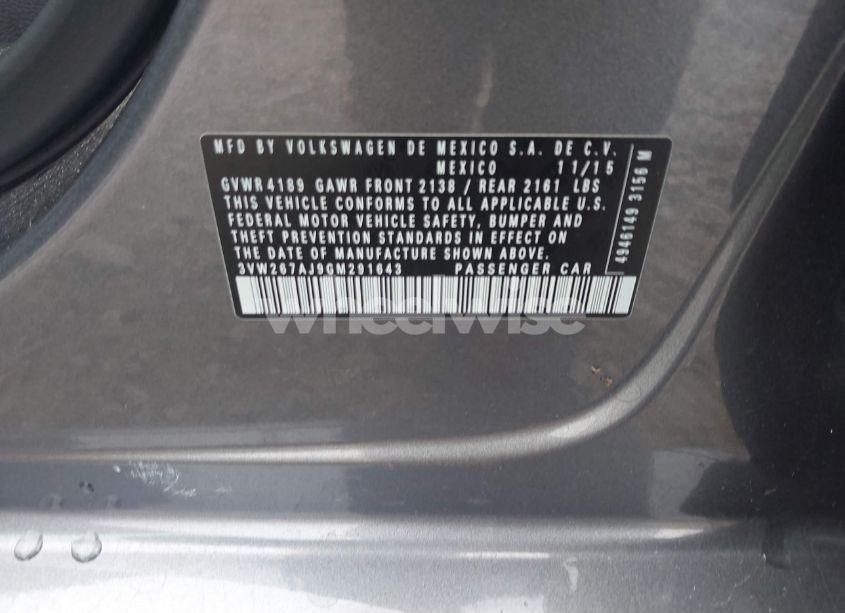 MFD BY VOLKSWAGEN DE MEXICO S.A. DE C.V.
MEXICO 11/15
GVWR 4189 GAWR FRONT 2138 / REAR 2161 LBS
THIS VEHICLE CONFORMS TO ALL APPLICABLE U.S.
FEDERAL MOTOR VEHICLE SAFETY, BUMPER AND
THEFT PREVENTION STANDARDS IN EFFECT ON
THE DATE OF MANUFACTURE SHOWN ABOVE.
3VW267AJ9GM291643 PASSENGER CAR
4946149 3156 M
wheelwise